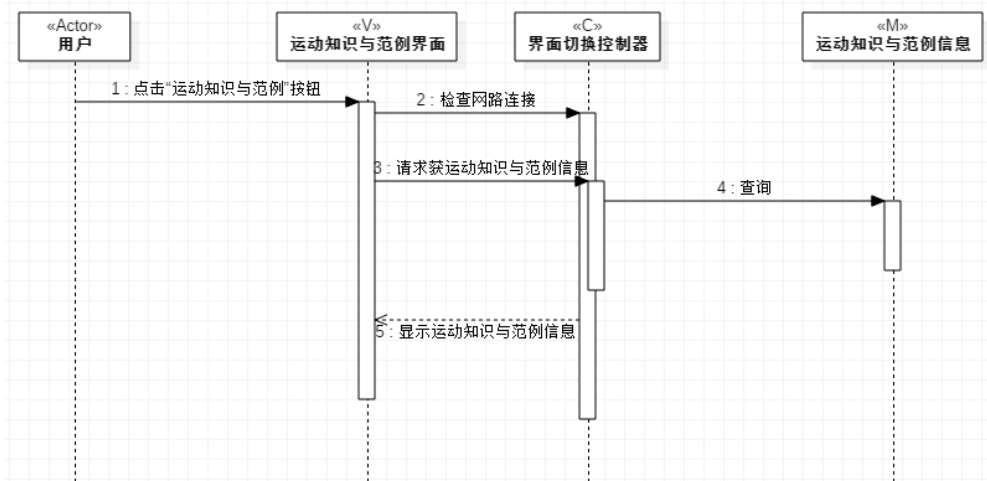 «Actor»
用户
«V»
运动知识与范例界面
«C»
界面切换控制器
«M»
运动知识与范例信息
1 : 点击“运动知识与范例”按钮
2 : 检查网路连接
3 : 请求获运动知识与范例信息
4 : 查询
5 : 显示运动知识与范例信息